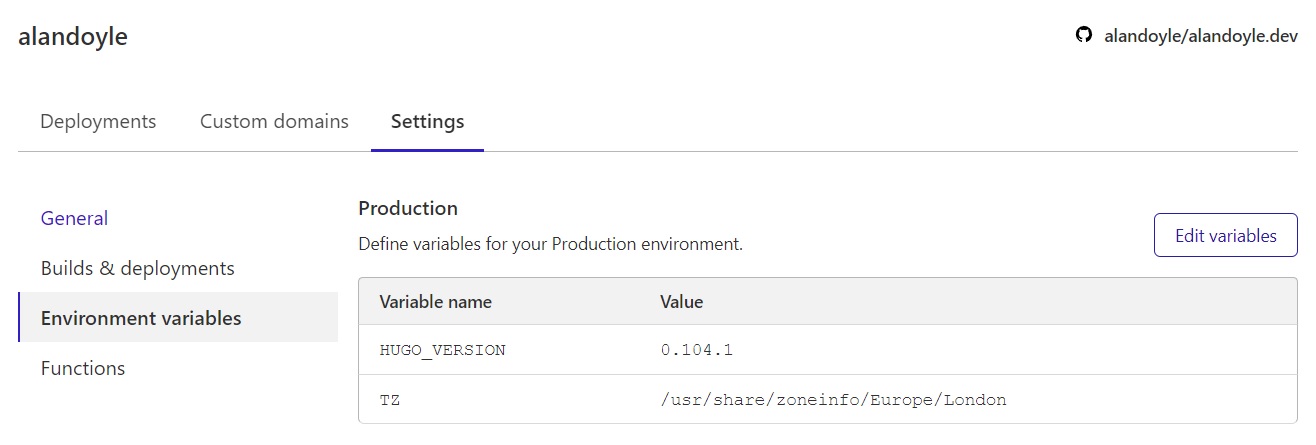 alandoyle
alandoyle/alandoyle.dev
Deployments Custom domains Settings
General
Builds & deployments
Environment variables
Functions
Production
Define variables for your Production environment.
Edit variables
Variable name Value
HUGO_VERSION 0.104.1
TZ /usr/share/zoneinfo/Europe/London